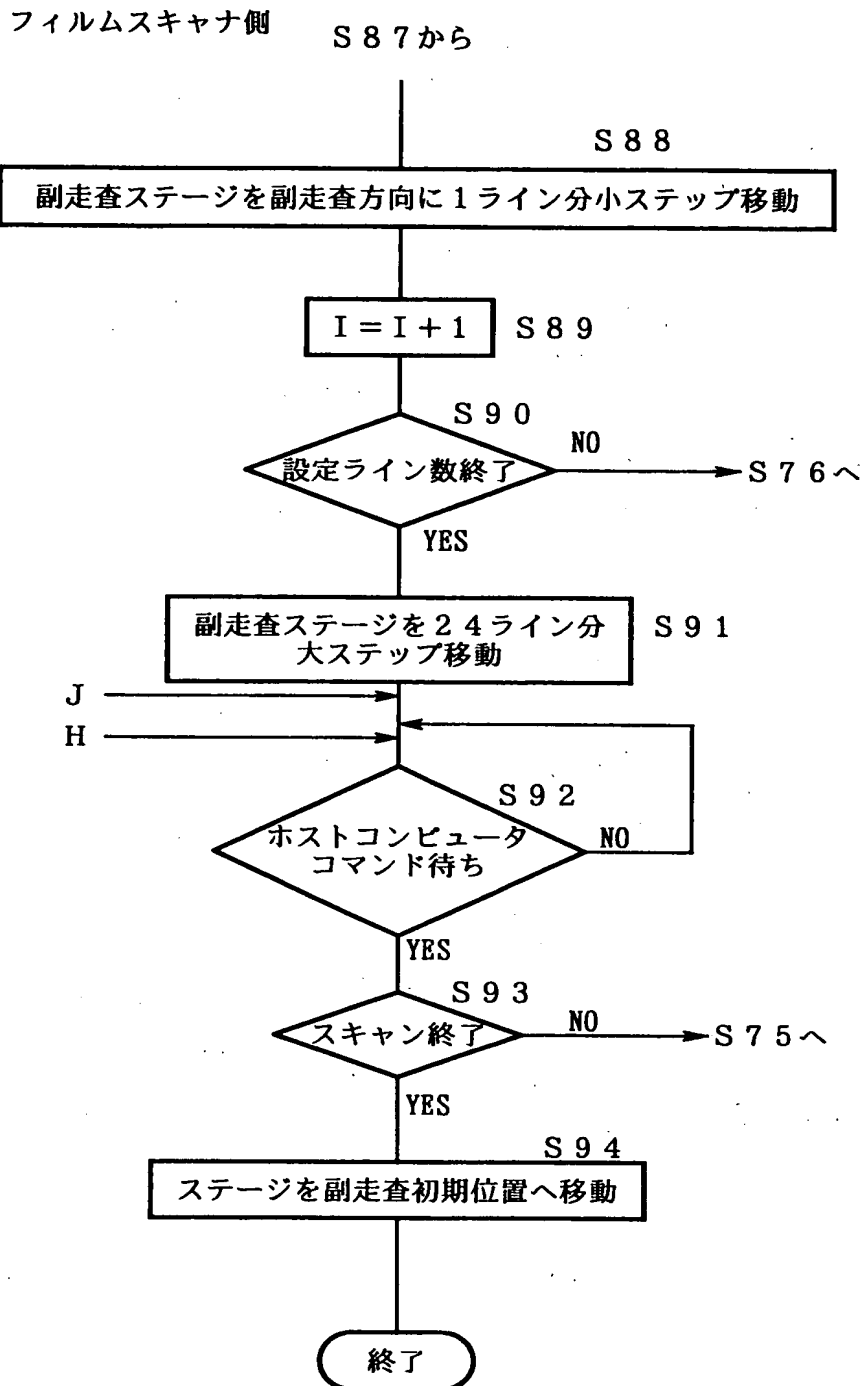 フィルムスキャナ側
S87から
S88
副走査ステージを副走査方向に1ライン分小ステップ移動
I=I+1
S89
S90
設定ライン数終了
NO
S76へ
YES
副走査ステージを24ライン分
大ステップ移動
S91
J
H
S92
ホストコンピュータ
コマンド待ち
NO
YES
S93
スキャン終了
NO
S75へ
YES
S94
ステージを副走査初期位置へ移動
終了